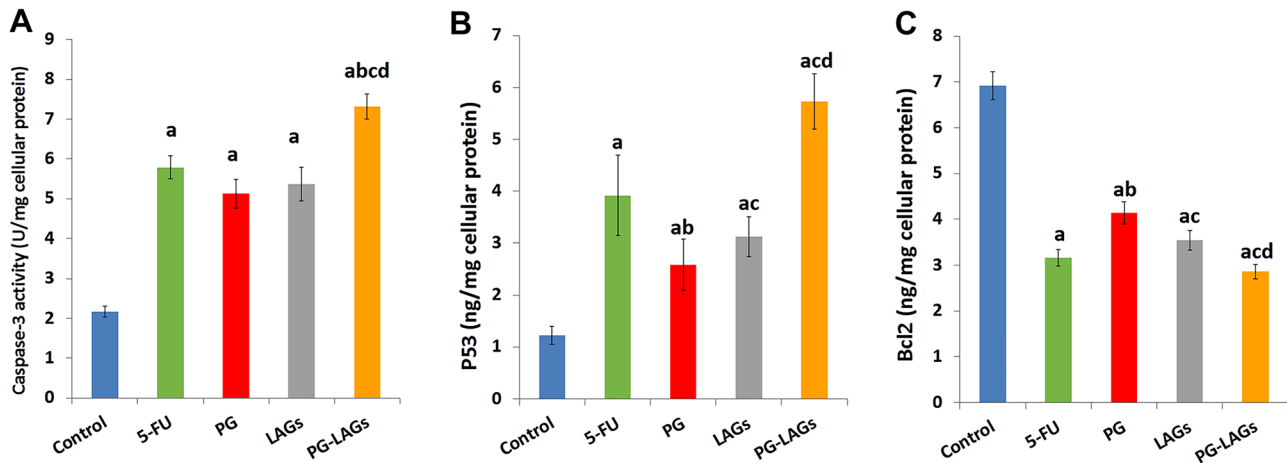 A
Caspase-3 activity (U/mg cellular protein)
9
8
7
6
5
4
3
2
1
0
a
a
a
abcd
Control
5-FU
PG
LAGs
PG-LAGs
B
P53 (ng/mg cellular protein)
7
6
5
4
3
2
1
0
a
ab
ac
acd
Control
5-FU
PG
LAGs
PG-LAGs
C
Bcl2 (ng/mg cellular protein)
8
7
6
5
4
3
2
1
0
a
ab
ac
acd
Control
5-FU
PG
LAGs
PG-LAGs